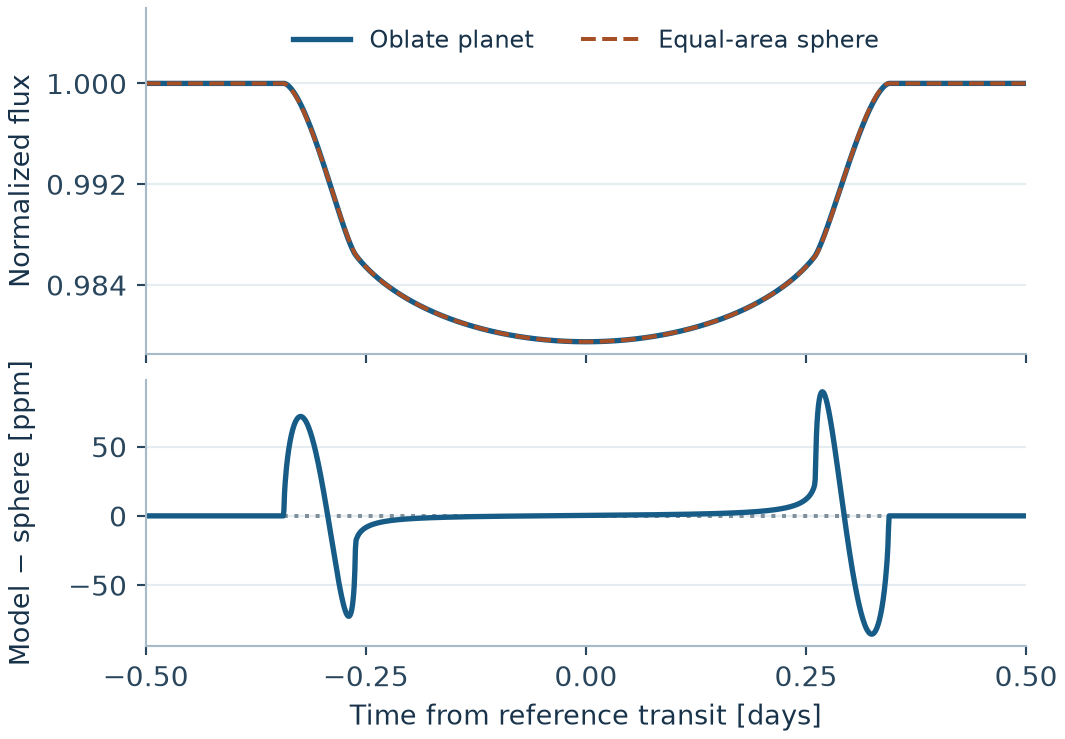 Oblate planet
Equal-area sphere
Normalized flux
1.000
0.992
0.984
Model − sphere [ppm]
50
0
−50
−0.50
−0.25
0.00
0.25
0.50
Time from reference transit [days]